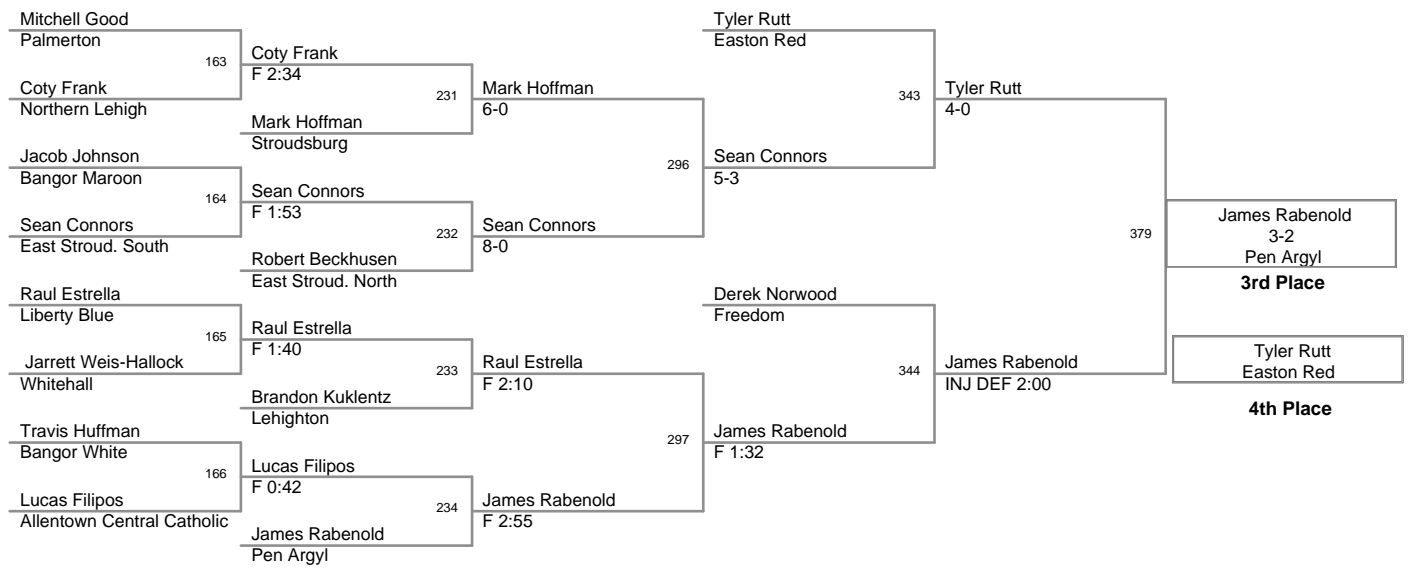 Mitchell Good
Palmerton
163
Coty Frank
Northern Lehigh
Jacob Johnson
Bangor Maroon
164
Sean Connors
East Stroud. South
Raul Estrella
Liberty Blue
165
Jarrett Weis-Hallock
Whitehall
Travis Huffman
Bangor White
166
Lucas Filipos
Allentown Central Catholic
Coty Frank
F 2:34
231
Mark Hoffman
Stroudsburg
Sean Connors
F 1:53
232
Robert Beckhusen
East Stroud. North
Raul Estrella
F 1:40
233
Brandon Kuklentz
Lehighton
Lucas Filipos
F 0:42
234
James Rabenold
Pen Argyl
Mark Hoffman
6-0
296
Sean Connors
8-0
Raul Estrella
F 2:10
297
James Rabenold
F 2:55
Tyler Rutt
Easton Red
343
Sean Connors
5-3
Derek Norwood
Freedom
344
James Rabenold
F 1:32
Tyler Rutt
4-0
379
James Rabenold
INJ DEF 2:00
James Rabenold
3-2
Pen Argyl
3rd Place
Tyler Rutt
Easton Red
4th Place